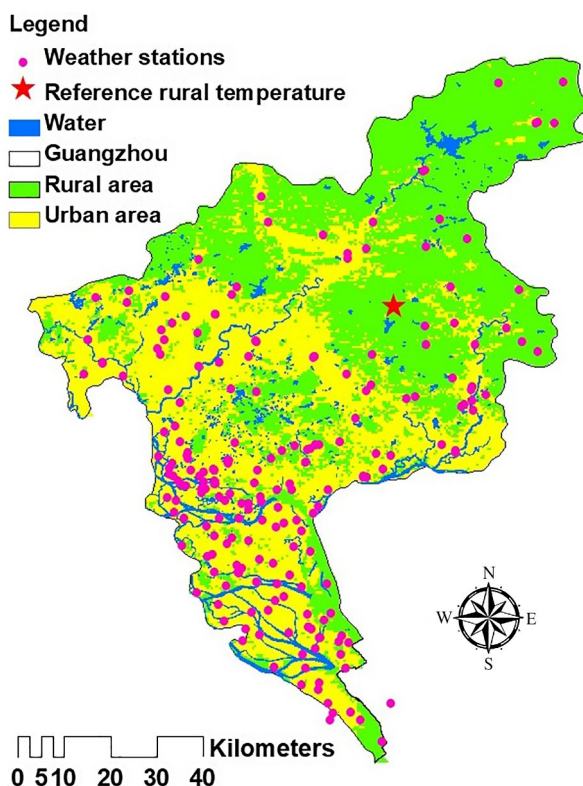 Legend
Weather stations
Reference rural temperature
Water
Guangzhou
Rural area
Urban area
N
W E
S
Kilometers
0 5 10 20 30 40